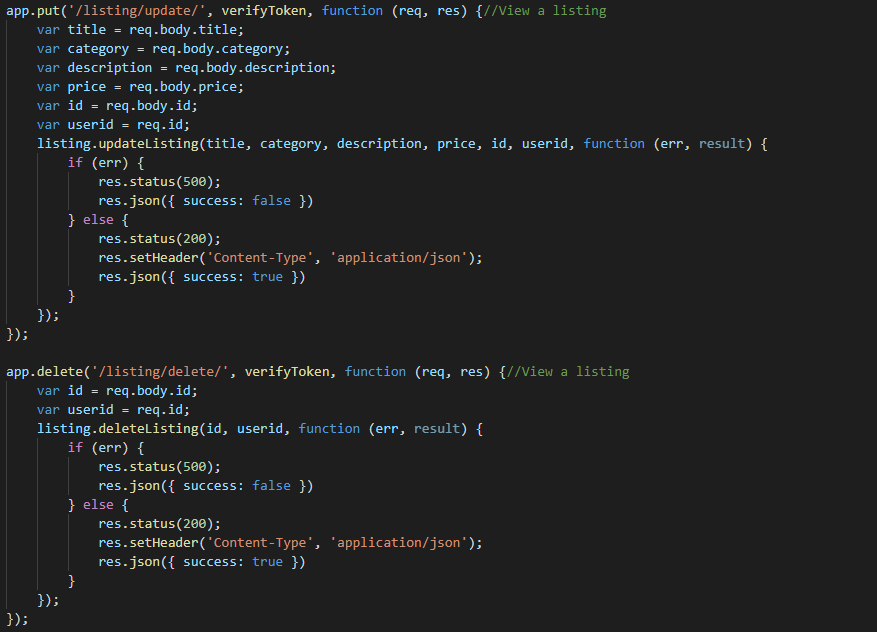 app.put('/listing/update/', verifyToken, function (req, res) {//View a listing
    var title = req.body.title;
    var category = req.body.category;
    var description = req.body.description;
    var price = req.body.price;
    var id = req.body.id;
    var userid = req.id;
    listing.updateListing(title, category, description, price, id, userid, function (err, result) {
        if (err) {
            res.status(500);
            res.json({ success: false })
        } else {
            res.status(200);
            res.setHeader('Content-Type', 'application/json');
            res.json({ success: true })
        }
    });
});

app.delete('/listing/delete/', verifyToken, function (req, res) {//View a listing
    var id = req.body.id;
    var userid = req.id;
    listing.deleteListing(id, userid, function (err, result) {
        if (err) {
            res.status(500);
            res.json({ success: false })
        } else {
            res.status(200);
            res.setHeader('Content-Type', 'application/json');
            res.json({ success: true })
        }
    });
});